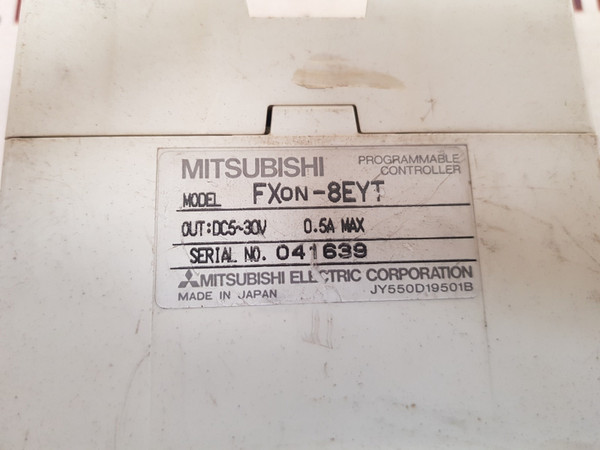 MITSUBISHI PROGRAMMABLE CONTROLLER
MODEL FX0N-8EYT
OUT:DC5~30V 0.5A MAX
SERIAL NO. 041639
MITSUBISHI ELECTRIC CORPORATION
MADE IN JAPAN JY550D19501B